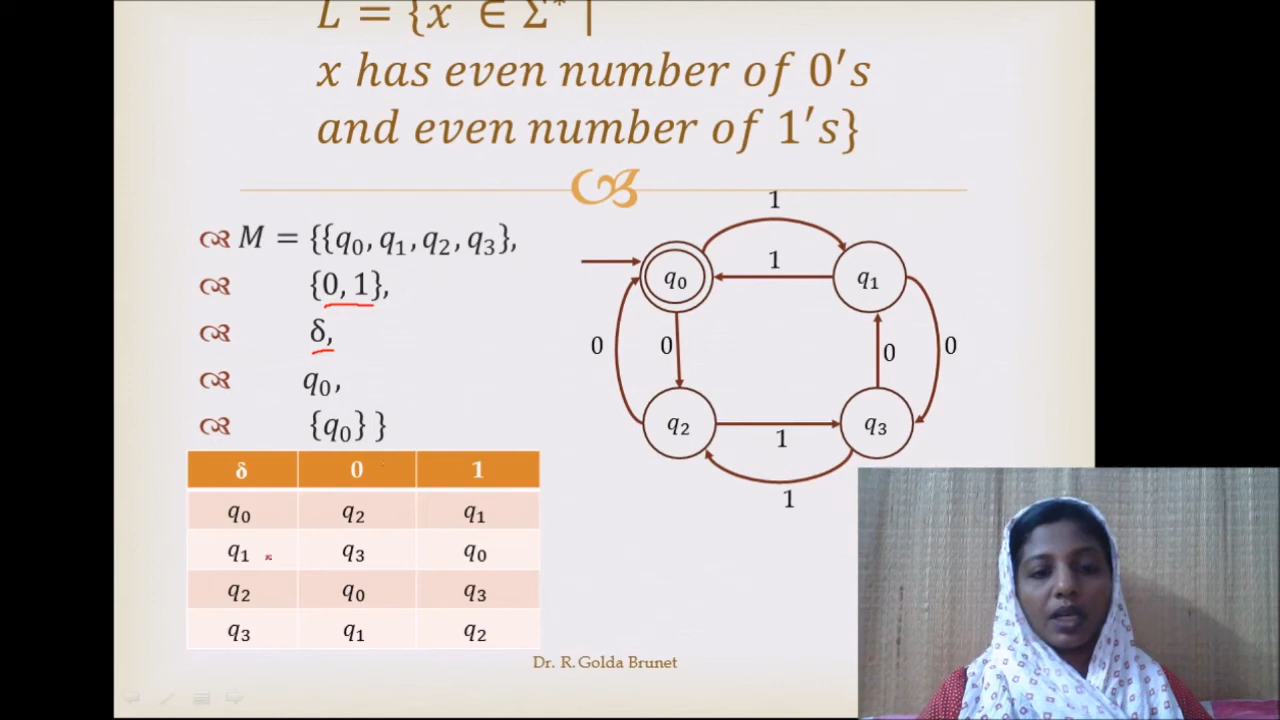 L = {x ∈ Σ* |
x has even number of 0's
and even number of 1's}
M = {{q₀, q₁, q₂, q₃},
{0, 1},
δ,
q₀,
{q₀} }
δ 0 1
q₀ q₂ q₁
q₁ q₃ q₀
q₂ q₀ q₃
q₃ q₁ q₂
1
q₀ 1 q₁
0 0 0 0
q₂ 1 q₃
1
Dr. R. Golda Brunet